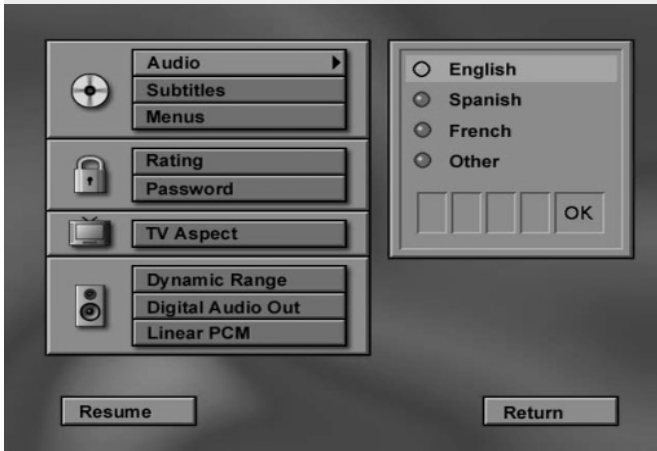 Audio
Subtitles
Menus
Rating
Password
TV Aspect
Dynamic Range
Digital Audio Out
Linear PCM
English
Spanish
French
Other
OK
Resume
Return